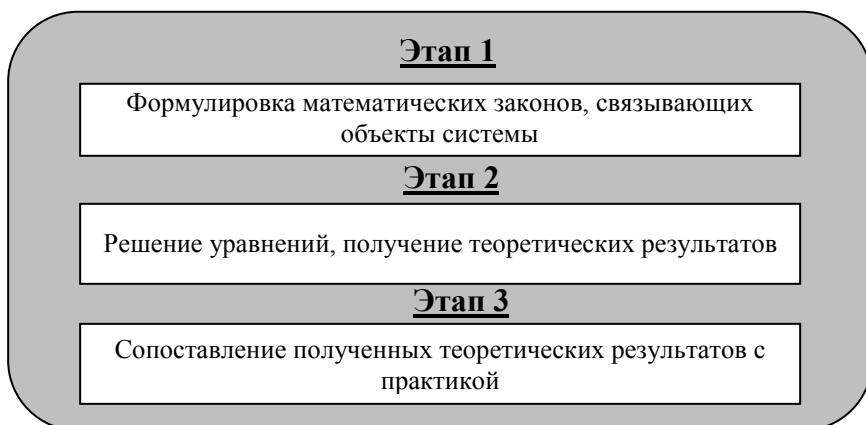 Этап 1
Формулировка математических законов, связывающих
объекты системы
Этап 2
Решение уравнений, получение теоретических результатов
Этап 3
Сопоставление полученных теоретических результатов с
практикой